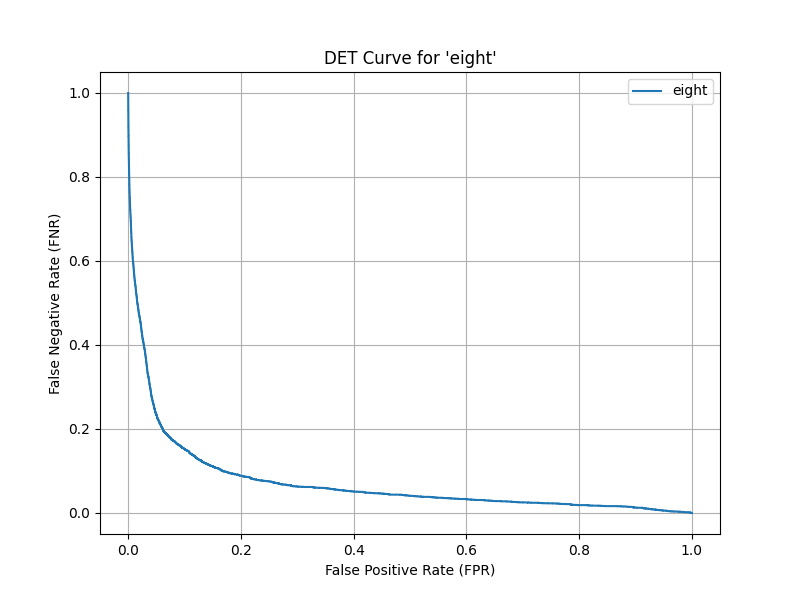 DET Curve for 'eight'
eight
1.0
0.8
0.6
0.4
0.2
0.0
False Negative Rate (FNR)
0.0 0.2 0.4 0.6 0.8 1.0
False Positive Rate (FPR)